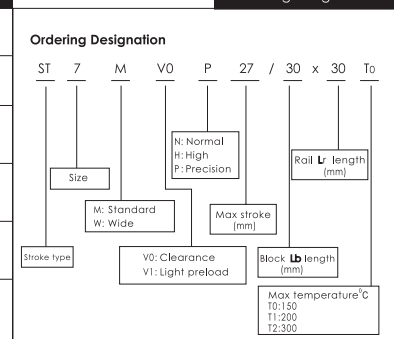 Ordering Designation
ST 7 M V0 P 27 / 30 x 30 T0
N: Normal
H: High
P: Precision
Rail Lr length
(mm)
Size
M: Standard
W: Wide
Max stroke
(mm)
Stroke type
V0: Clearance
V1: Light preload
Block Lb length
(mm)
Max temperature⁰C
T0:150
T1:200
T2:300